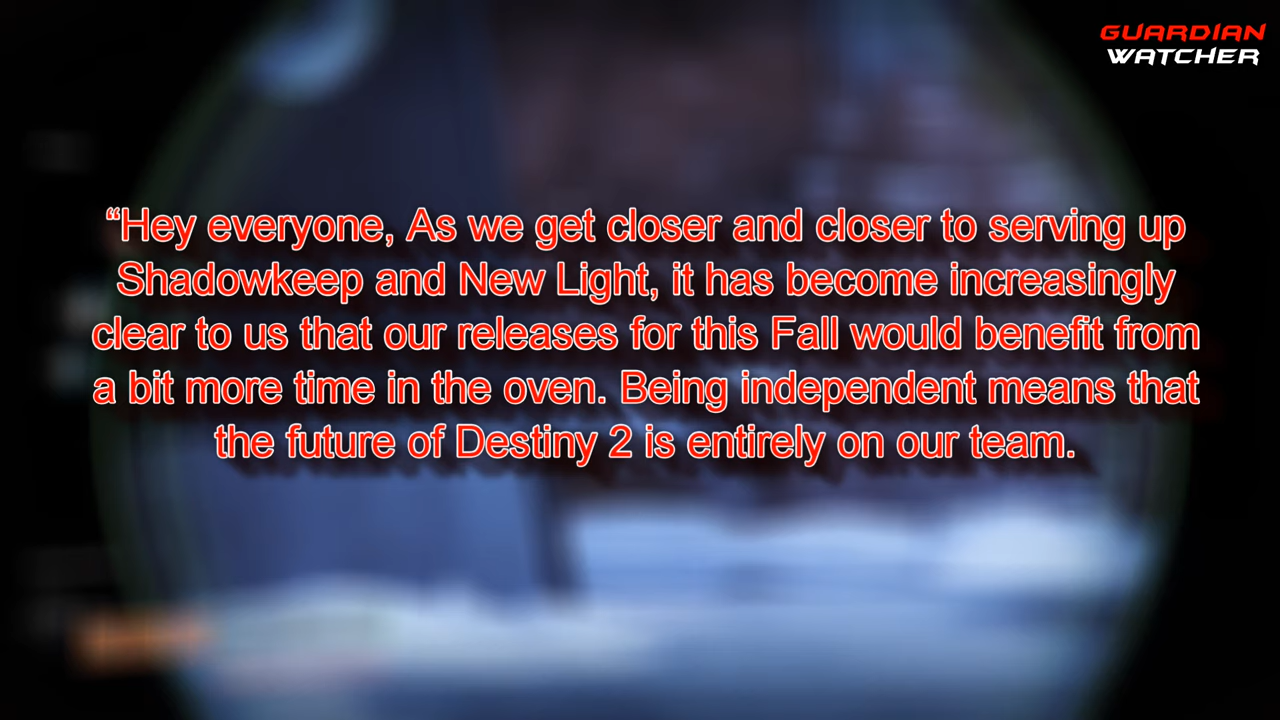 GUARDIAN
WATCHER
“Hey everyone, As we get closer and closer to serving up
Shadowkeep and New Light, it has become increasingly
clear to us that our releases for this Fall would benefit from
a bit more time in the oven. Being independent means that
the future of Destiny 2 is entirely on our team.